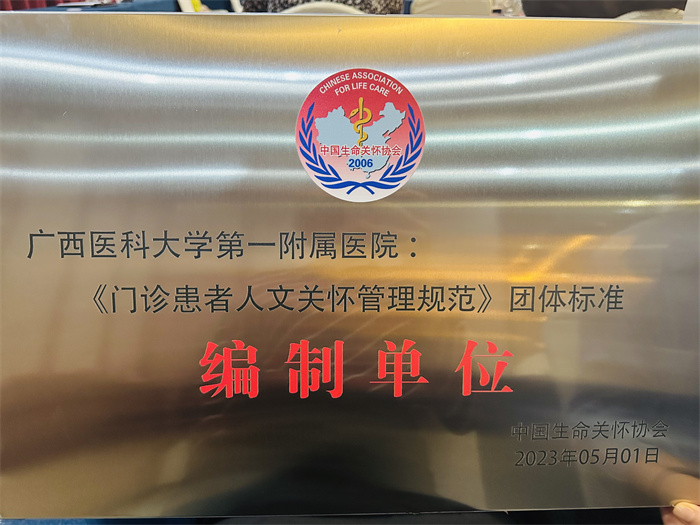 CHINESE ASSOCIATION
FOR LIFE CARE
中国生命关怀协会
2006
广西医科大学第一附属医院：
《门诊患者人文关怀管理规范》团体标准
编制单位
中国生命关怀协会
2023年05月01日